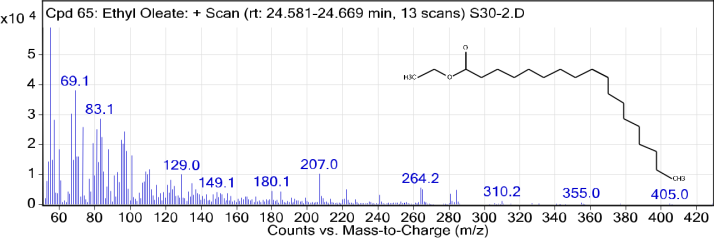 Cpd 65: Ethyl Oleate: + Scan (rt: 24.581-24.669 min, 13 scans) S30-2.D
x10 4
5
4
3
2
1
0
69.1
83.1
129.0
149.1
180.1
207.0
264.2
310.2
355.0
405.0
O
H3C
O
CH3
60 80 100 120 140 160 180 200 220 240 260 280 300 320 340 360 380 400 420
Counts vs. Mass-to-Charge (m/z)